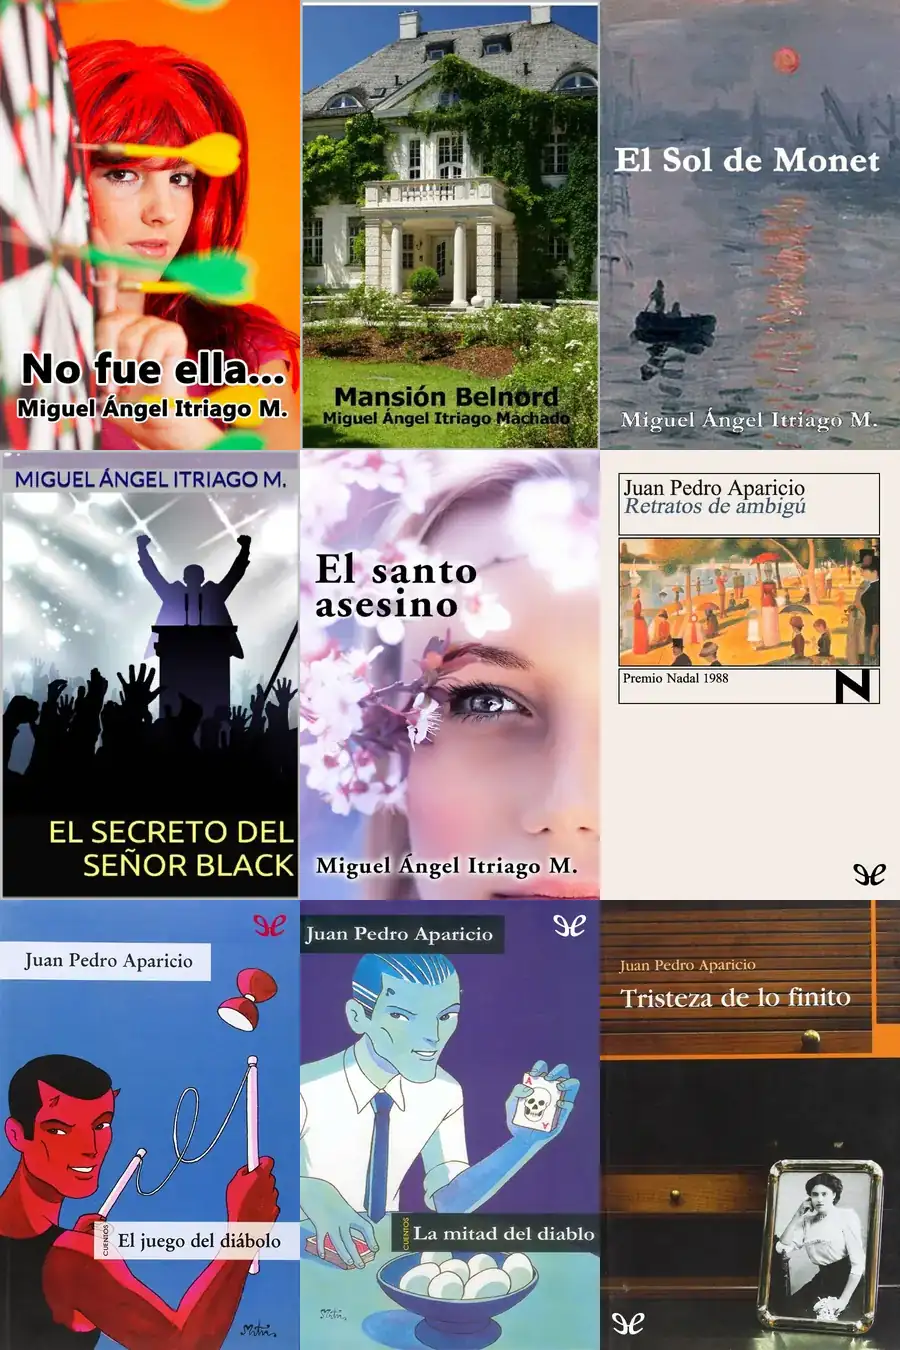 No fue ella...
Miguel Ángel Itriago M.
Mansión Belnord
Miguel Ángel Itriago Machado
El Sol de Monet
Miguel Ángel Itriago M.
MIGUEL ÁNGEL ITRIAGO M.
EL SECRETO DEL
SEÑOR BLACK
El santo
asesino
Miguel Ángel Itriago M.
Juan Pedro Aparicio
Retratos de ambigú
Premio Nadal 1988
N
Juan Pedro Aparicio
CUENTOS
El juego del diábolo
Juan Pedro Aparicio
A
A
CUENTOS
La mitad del diablo
Juan Pedro Aparicio
Tristeza de lo finito